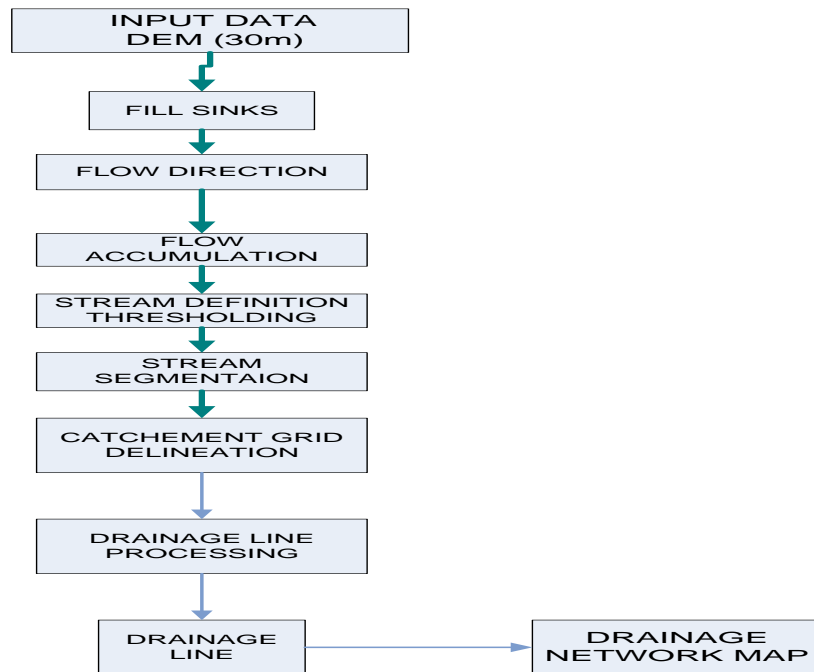 INPUT DATA
DEM (30m)
FILL SINKS
FLOW DIRECTION
FLOW
ACCUMULATION
STREAM DEFINITION
THRESHOLDING
STREAM
SEGMENTAION
CATCHEMENT GRID
DELINEATION
DRAINAGE LINE
PROCESSING
DRAINAGE
LINE
DRAINAGE
NETWORK MAP